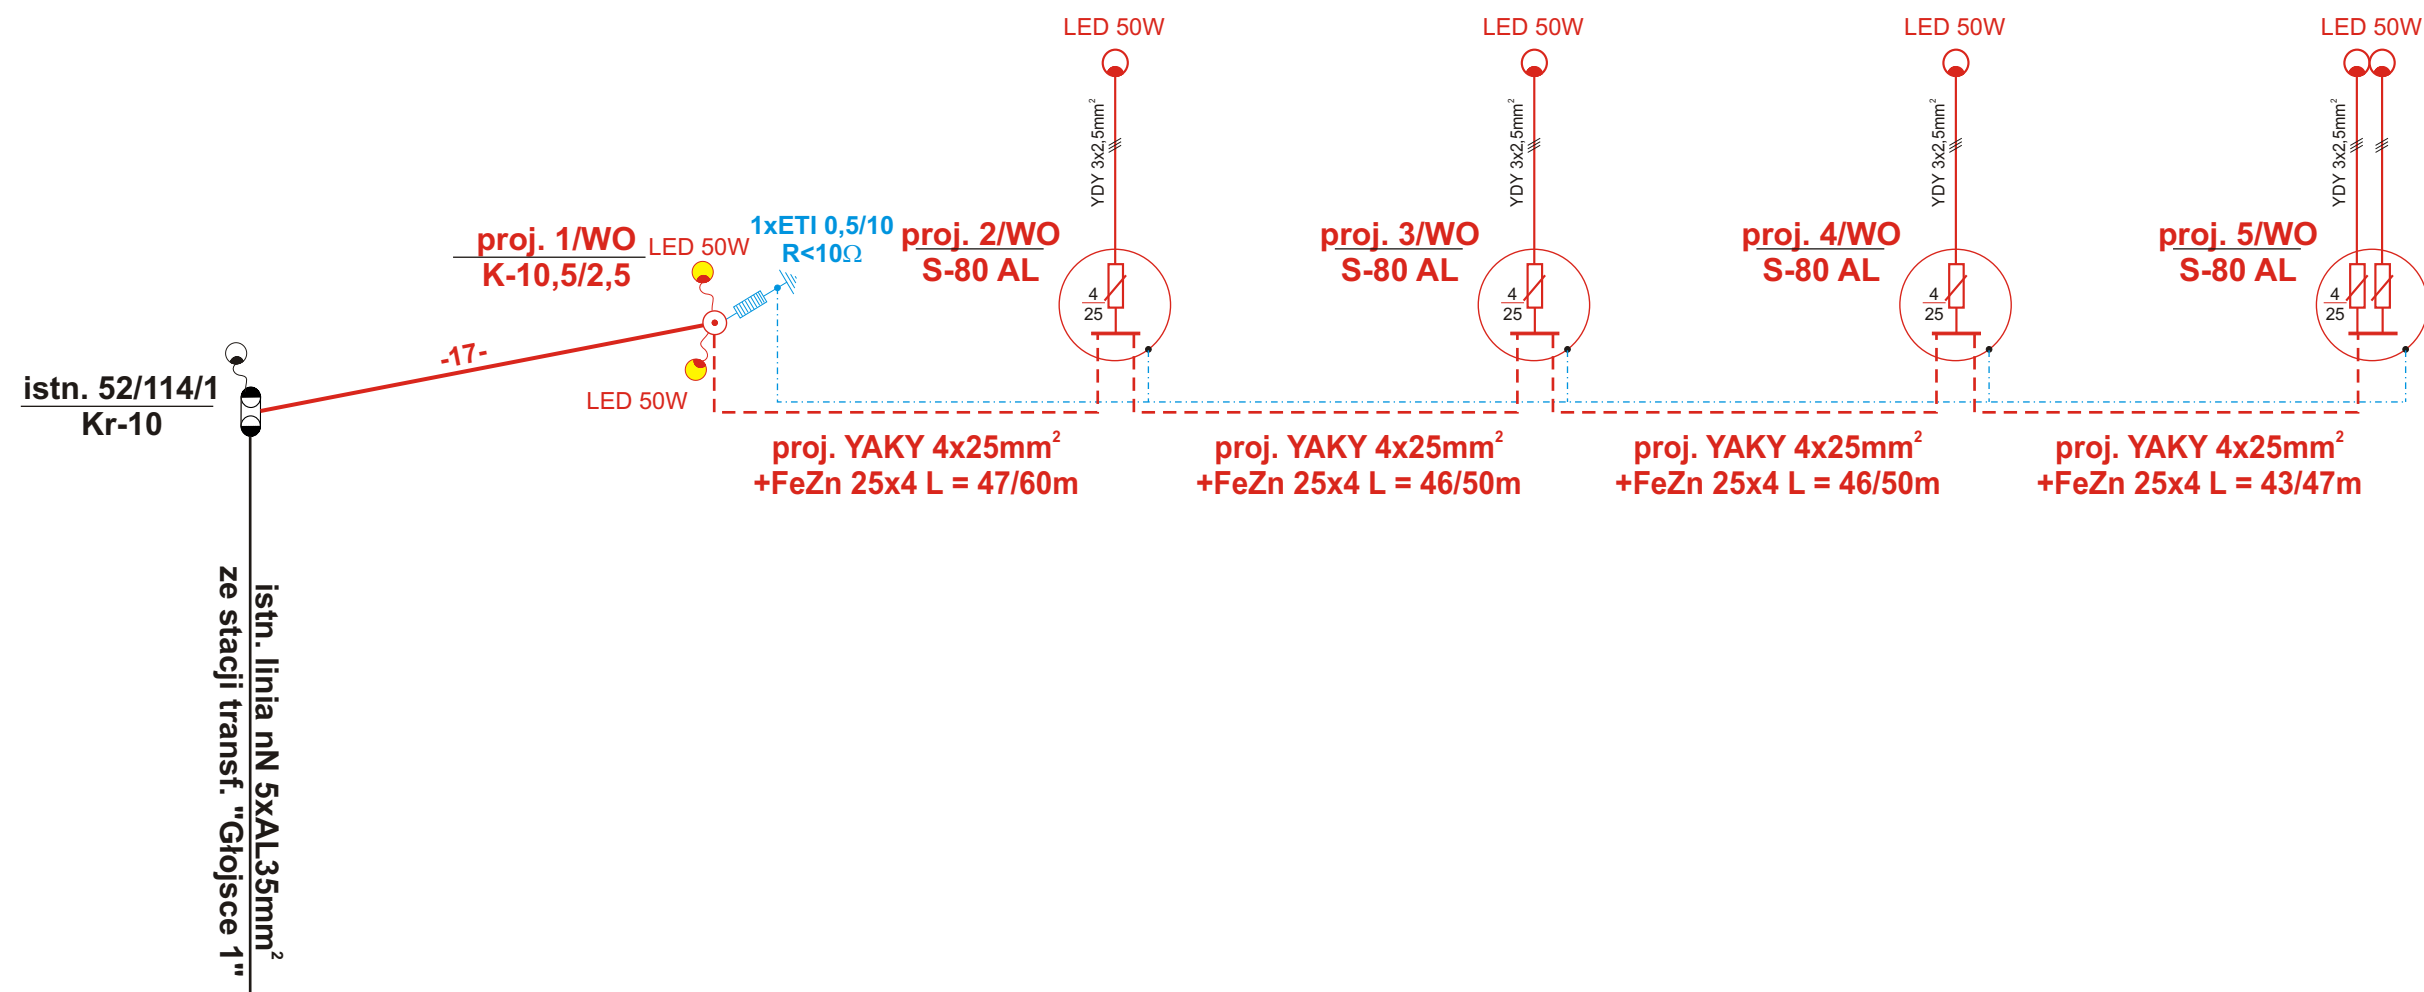 LED 50W
LED 50W
LED 50W
LED 50W
YDY 3x2,5mm²
YDY 3x2,5mm²
YDY 3x2,5mm²
YDY 3x2,5mm²
proj. 1/WO
K-10,5/2,5
LED 50W
1xETI 0,5/10
R<10Ω
proj. 2/WO
S-80 AL
proj. 3/WO
S-80 AL
proj. 4/WO
S-80 AL
proj. 5/WO
S-80 AL
4
25
4
25
4
25
4
25
-17-
LED 50W
istn. 52/114/1
Kr-10
proj. YAKY 4x25mm²
+FeZn 25x4 L = 47/60m
proj. YAKY 4x25mm²
+FeZn 25x4 L = 46/50m
proj. YAKY 4x25mm²
+FeZn 25x4 L = 46/50m
proj. YAKY 4x25mm²
+FeZn 25x4 L = 43/47m
istn. linia nN 5xAL35mm²
ze stacji transf. "Głojsce 1"